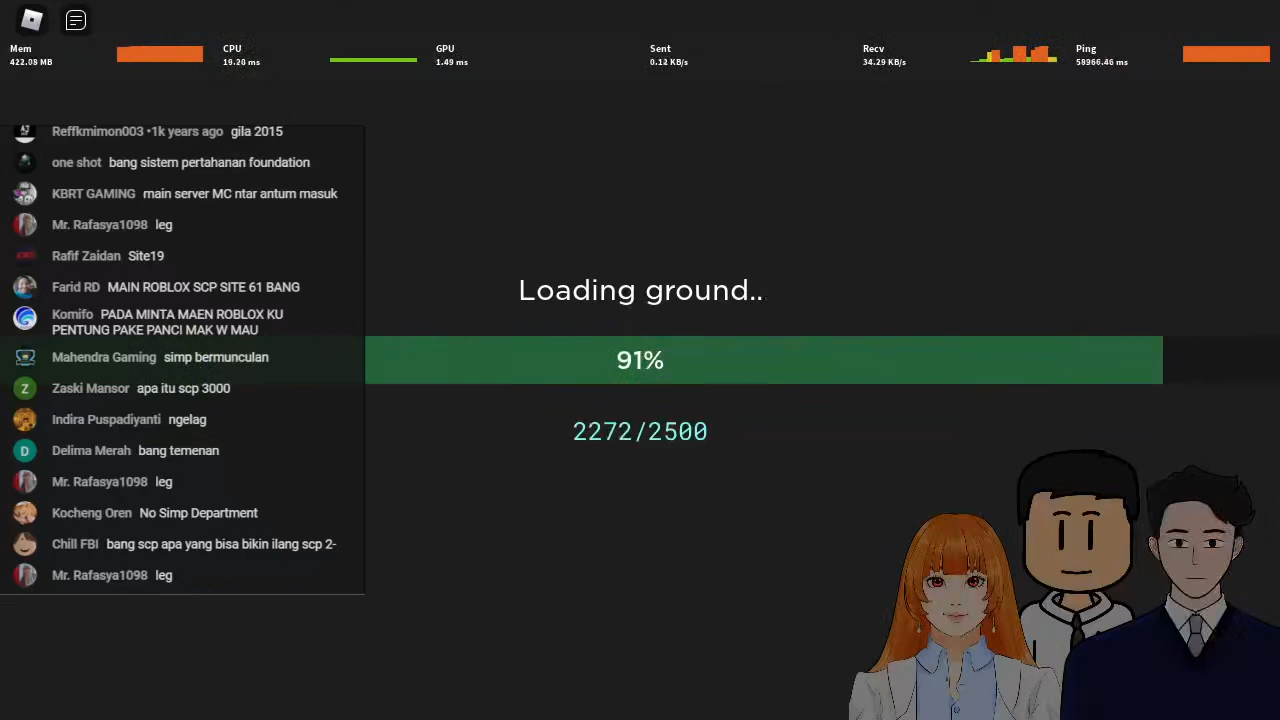 Mem CPU GPU Sent Recv Ping
422.08 MB 19.20 ms 1.49 ms 0.12 KB/s 34.29 KB/s 58966.46 ms
Reffkmimon003 •1k years ago gila 2015
one shot bang sistem pertahanan foundation
KBRT GAMING main server MC ntar antum masuk
Mr. Rafasya1098 leg
Rafif Zaidan Site19
Farid RD MAIN ROBLOX SCP SITE 61 BANG
Komifo PADA MINTA MAEN ROBLOX KU
PENTUNG PAKE PANCI MAK W MAU
Mahendra Gaming simp bermunculan
Z Zaski Mansor apa itu scp 3000
Indira Puspadiyanti ngelag
D Delima Merah bang temenan
Mr. Rafasya1098 leg
Kocheng Oren No Simp Department
Chill FBI bang scp apa yang bisa bikin ilang scp 2-
Mr. Rafasya1098 leg
Loading ground..
91%
2272/2500